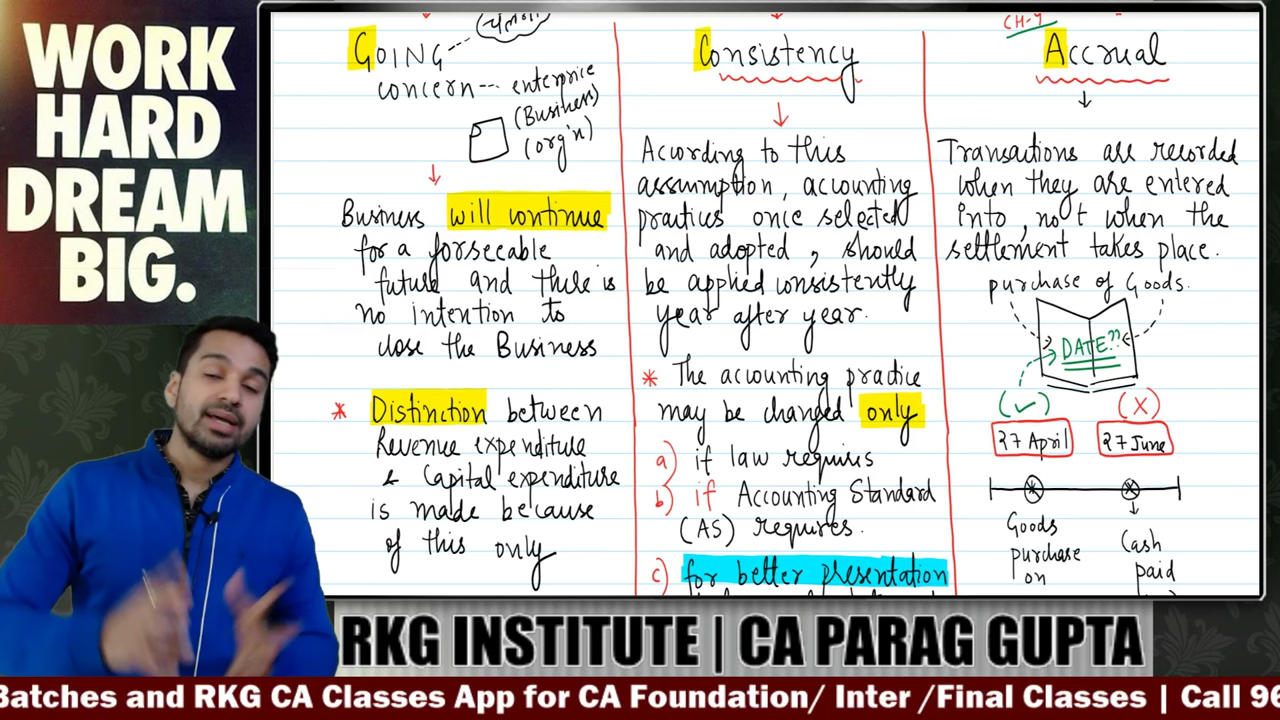 WORK
HARD
DREAM
BIG.
GOING
चलना
concern -- enterprice
(Business)
(org'n)
Business will continue
for a forseeable
future and there is
no intention to
close the Business
* Distinction between
Revenue expenditure
& Capital expenditure
is made because
of this only
Consistency
According to this
assumption, accounting
practices once selected
and adopted, should
be applied consistently
year after year.
* The accounting practice
may be changed only
a) if law requires
b) if Accounting Standard
(AS) requires.
c) for better presentation
CH-4
Accrual
Transactions are recorded
when they are entered
into, not when the
settlement takes place.
purchase of Goods.
DATE??
(✓) (X)
27 April 27 June
Goods
purchase
on
Cash
paid
RKG INSTITUTE | CA PARAG GUPTA
Batches and RKG CA Classes App for CA Foundation/ Inter /Final Classes | Call 96